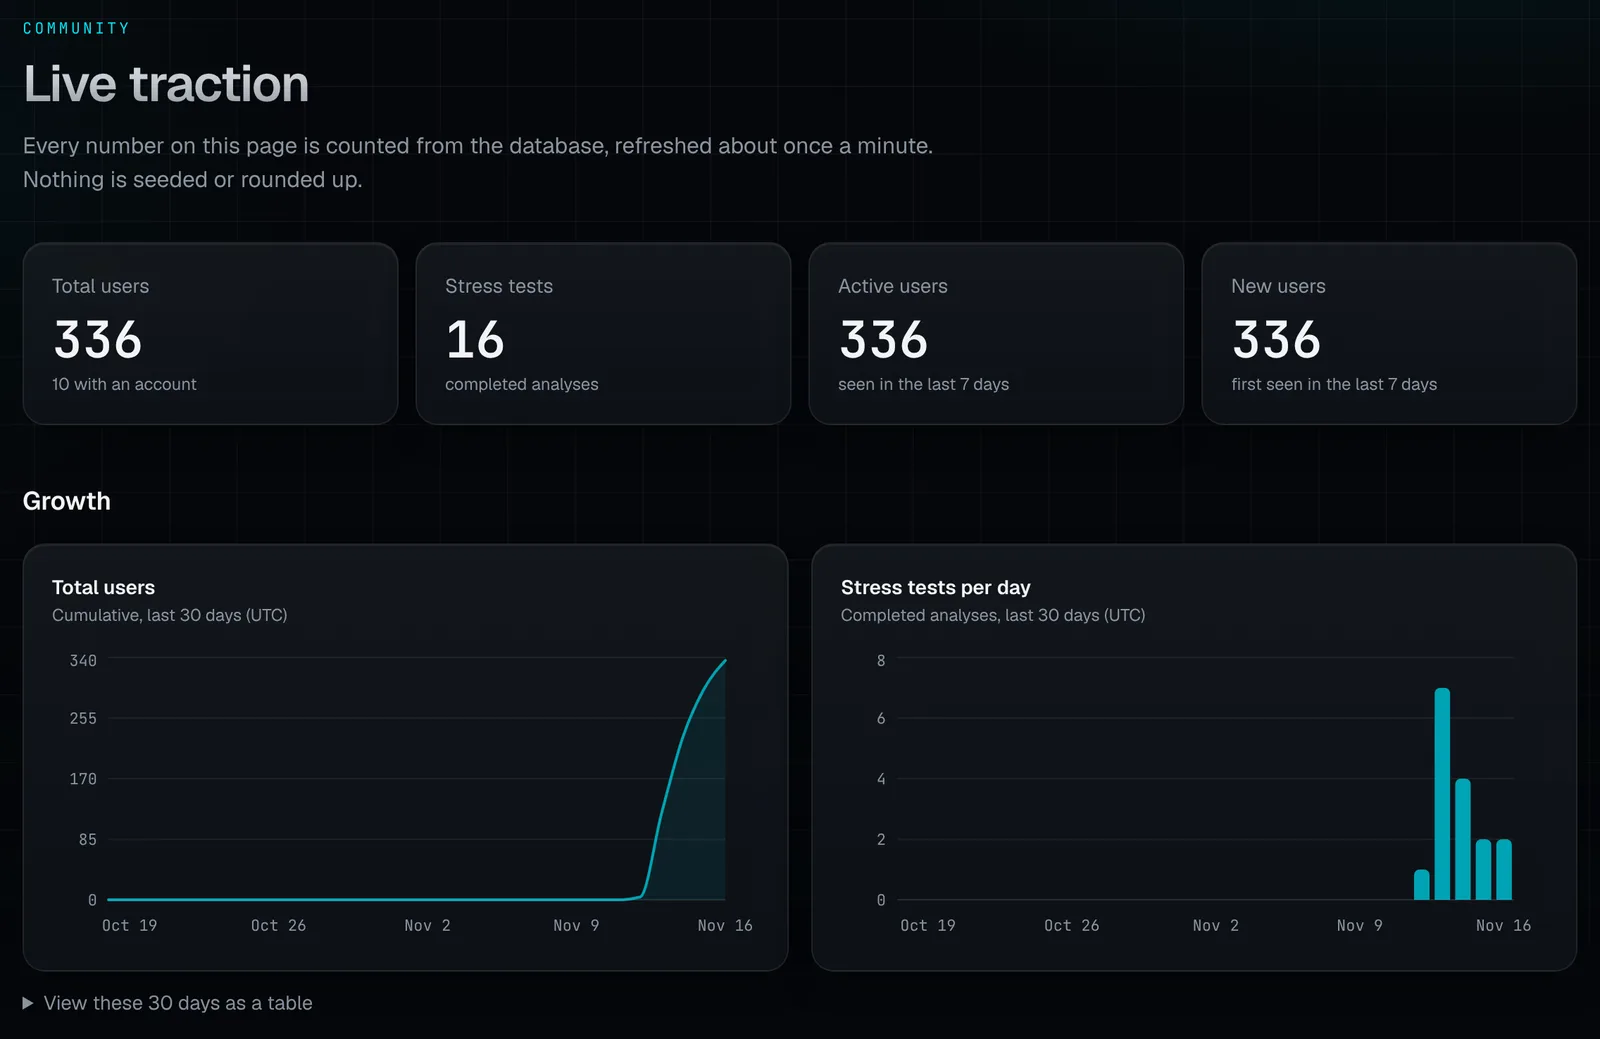 COMMUNITY
Live traction
Every number on this page is counted from the database, refreshed about once a minute.
Nothing is seeded or rounded up.
Total users
336
10 with an account
Stress tests
16
completed analyses
Active users
336
seen in the last 7 days
New users
336
first seen in the last 7 days
Growth
Total users
Cumulative, last 30 days (UTC)
340
255
170
85
0
Oct 19 Oct 26 Nov 2 Nov 9 Nov 16
Stress tests per day
Completed analyses, last 30 days (UTC)
8
6
4
2
0
Oct 19 Oct 26 Nov 2 Nov 9 Nov 16
View these 30 days as a table